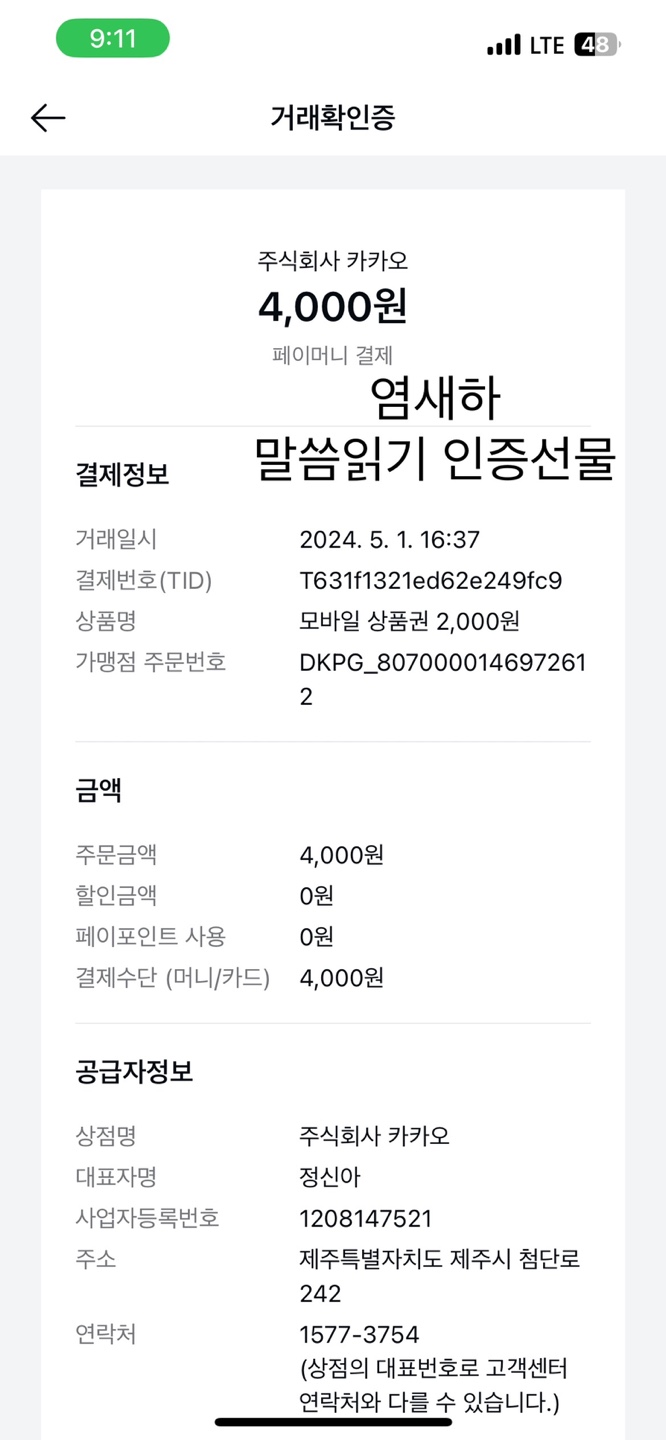 9:11
LTE 48
거래확인증
주식회사 카카오
4,000원
페이머니 결제
염새하
말씀읽기 인증선물
결제정보
거래일시 2024. 5. 1. 16:37
결제번호(TID) T631f1321ed62e249fc9
상품명 모바일 상품권 2,000원
가맹점 주문번호 DKPG_807000014697261
2
금액
주문금액 4,000원
할인금액 0원
페이포인트 사용 0원
결제수단 (머니/카드) 4,000원
공급자정보
상점명 주식회사 카카오
대표자명 정신아
사업자등록번호 1208147521
주소 제주특별자치도 제주시 첨단로
242
연락처 1577-3754
(상점의 대표번호로 고객센터
연락처와 다를 수 있습니다.)